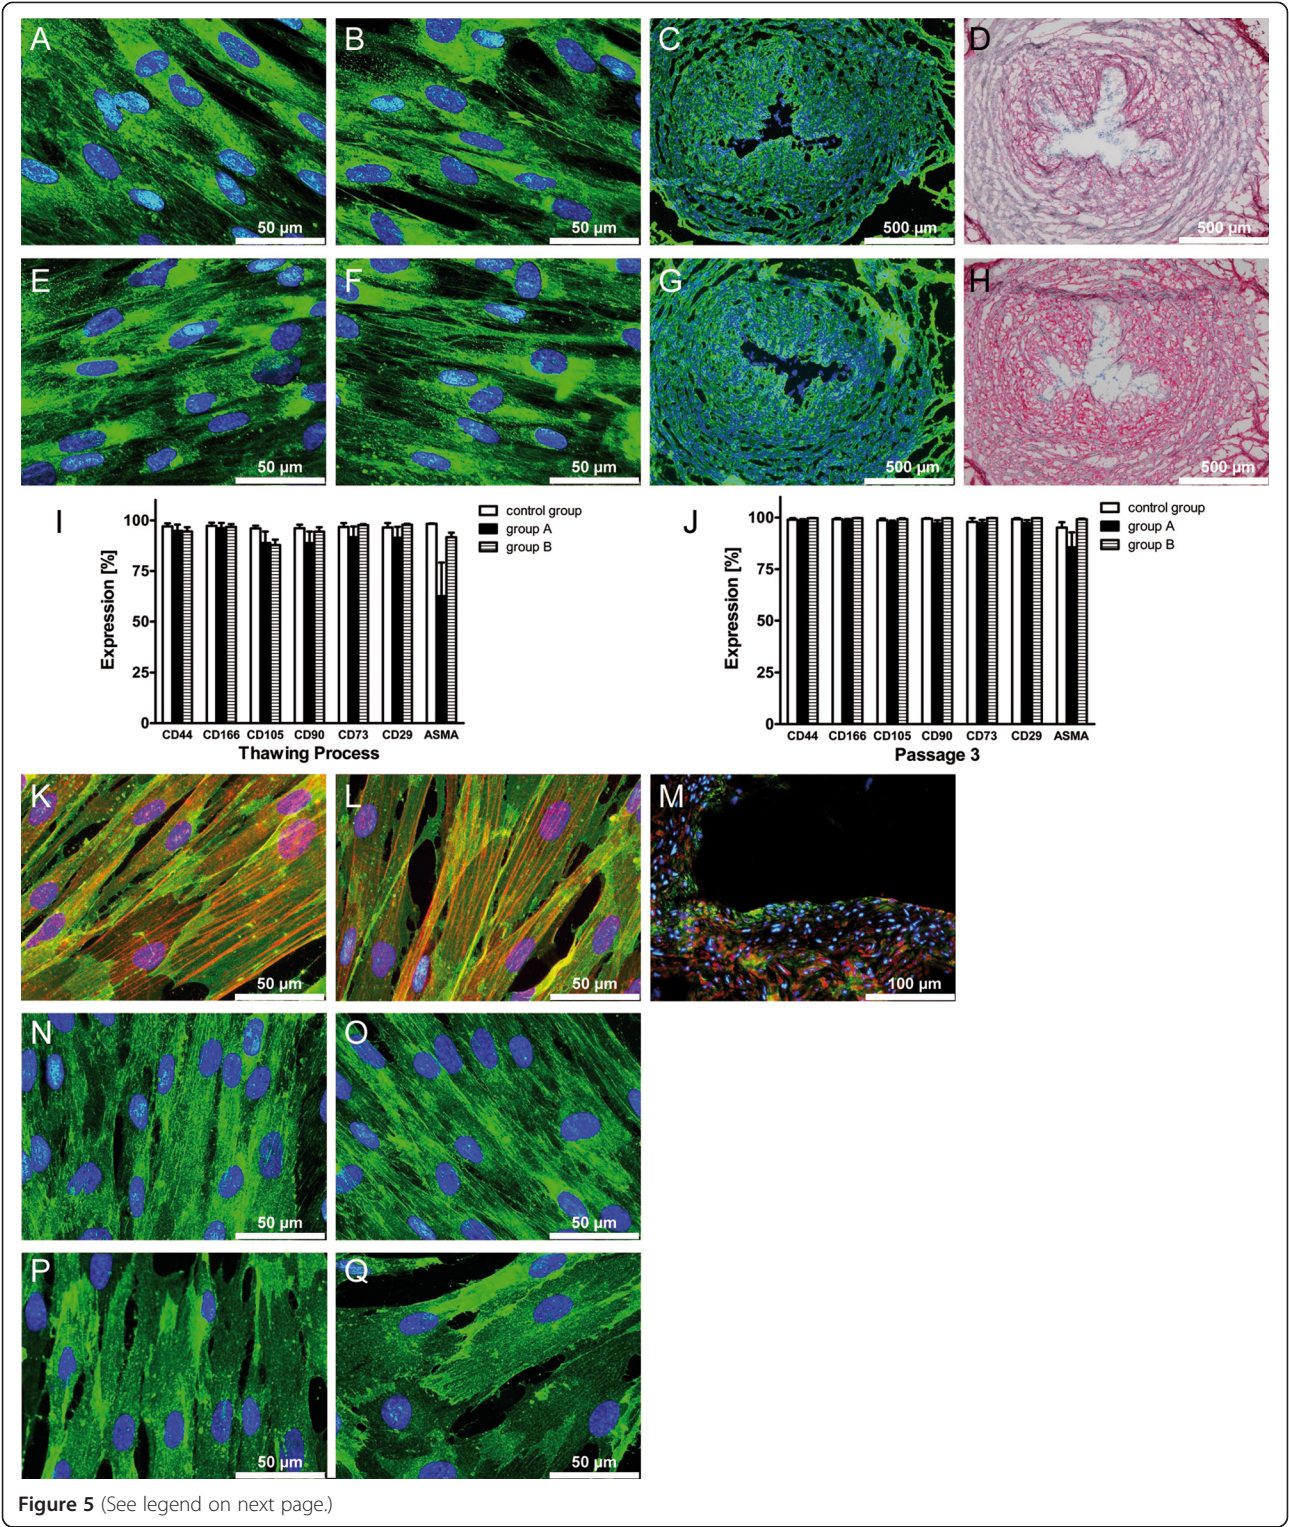 A
B
C
D
50 µm
50 µm
500 µm
500 µm
E
F
G
H
50 µm
50 µm
500 µm
500 µm
I
Expression [%]
100
75
50
25
0
CD44 CD166 CD105 CD90 CD73 CD29 ASMA
Thawing Process
control group
group A
group B
J
Expression [%]
100
75
50
25
0
CD44 CD166 CD105 CD90 CD73 CD29 ASMA
Passage 3
control group
group A
group B
K
L
M
50 µm
50 µm
100 µm
N
O
50 µm
50 µm
P
Q
50 µm
50 µm
Figure 5 (See legend on next page.)